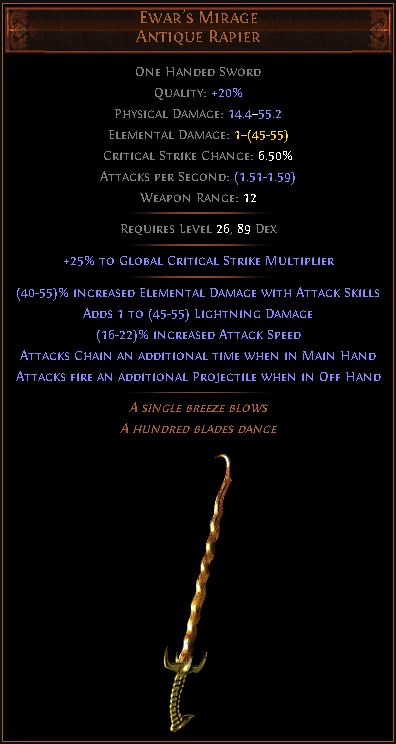 Ewar's Mirage
Antique Rapier
One Handed Sword
Quality: +20%
Physical Damage: 14.4–55.2
Elemental Damage: 1–(45-55)
Critical Strike Chance: 6.50%
Attacks per Second: (1.51-1.59)
Weapon Range: 12
Requires Level 26, 89 Dex
+25% to Global Critical Strike Multiplier
(40-55)% increased Elemental Damage with Attack Skills
Adds 1 to (45-55) Lightning Damage
(16-22)% increased Attack Speed
Attacks Chain an additional time when in Main Hand
Attacks fire an additional Projectile when in Off Hand
A single breeze blows
A hundred blades dance